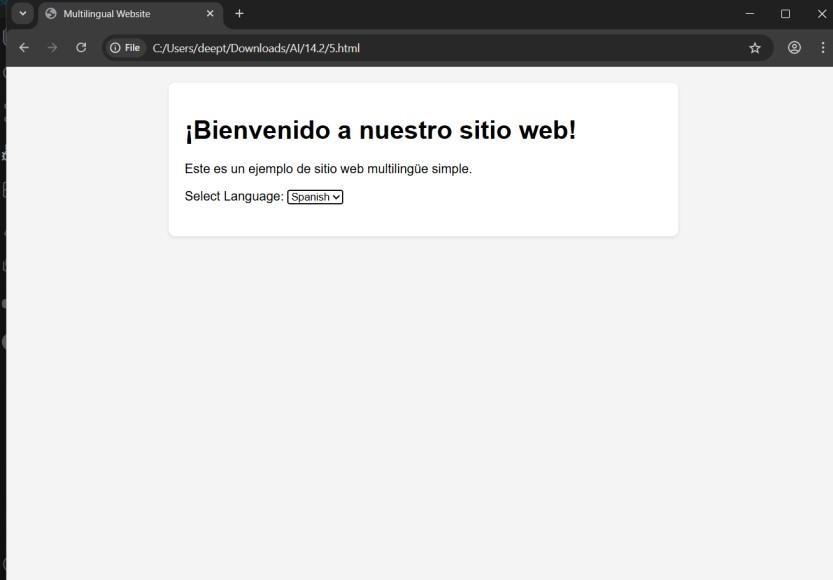 Multilingual Website
File C:/Users/deept/Downloads/AI/14.2/5.html
¡Bienvenido a nuestro sitio web!
Este es un ejemplo de sitio web multilingüe simple.
Select Language: Spanish